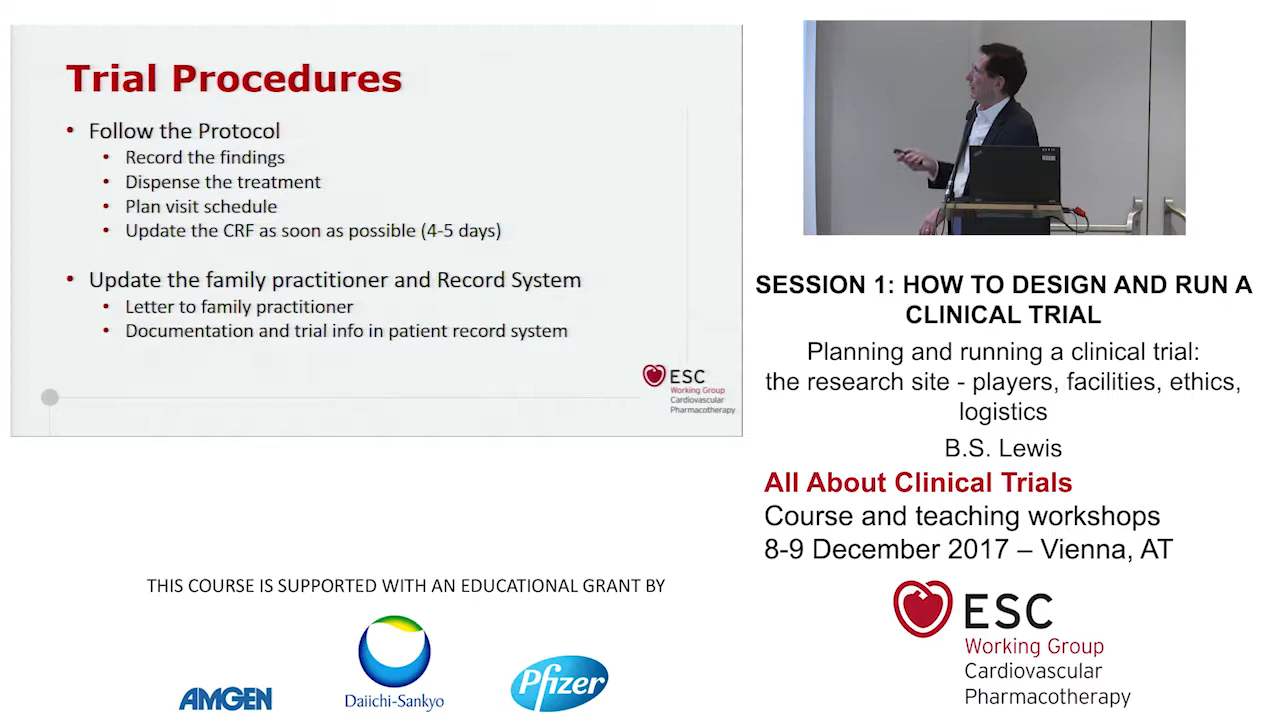 Trial Procedures
• Follow the Protocol
• Record the findings
• Dispense the treatment
• Plan visit schedule
• Update the CRF as soon as possible (4-5 days)
• Update the family practitioner and Record System
• Letter to family practitioner
• Documentation and trial info in patient record system
ESC
Working Group
Cardiovascular
Pharmacotherapy
SESSION 1: HOW TO DESIGN AND RUN A
CLINICAL TRIAL
Planning and running a clinical trial:
the research site - players, facilities, ethics,
logistics
B.S. Lewis
All About Clinical Trials
Course and teaching workshops
8-9 December 2017 – Vienna, AT
THIS COURSE IS SUPPORTED WITH AN EDUCATIONAL GRANT BY
AMGEN
Daiichi-Sankyo
Pfizer
ESC
Working Group
Cardiovascular
Pharmacotherapy